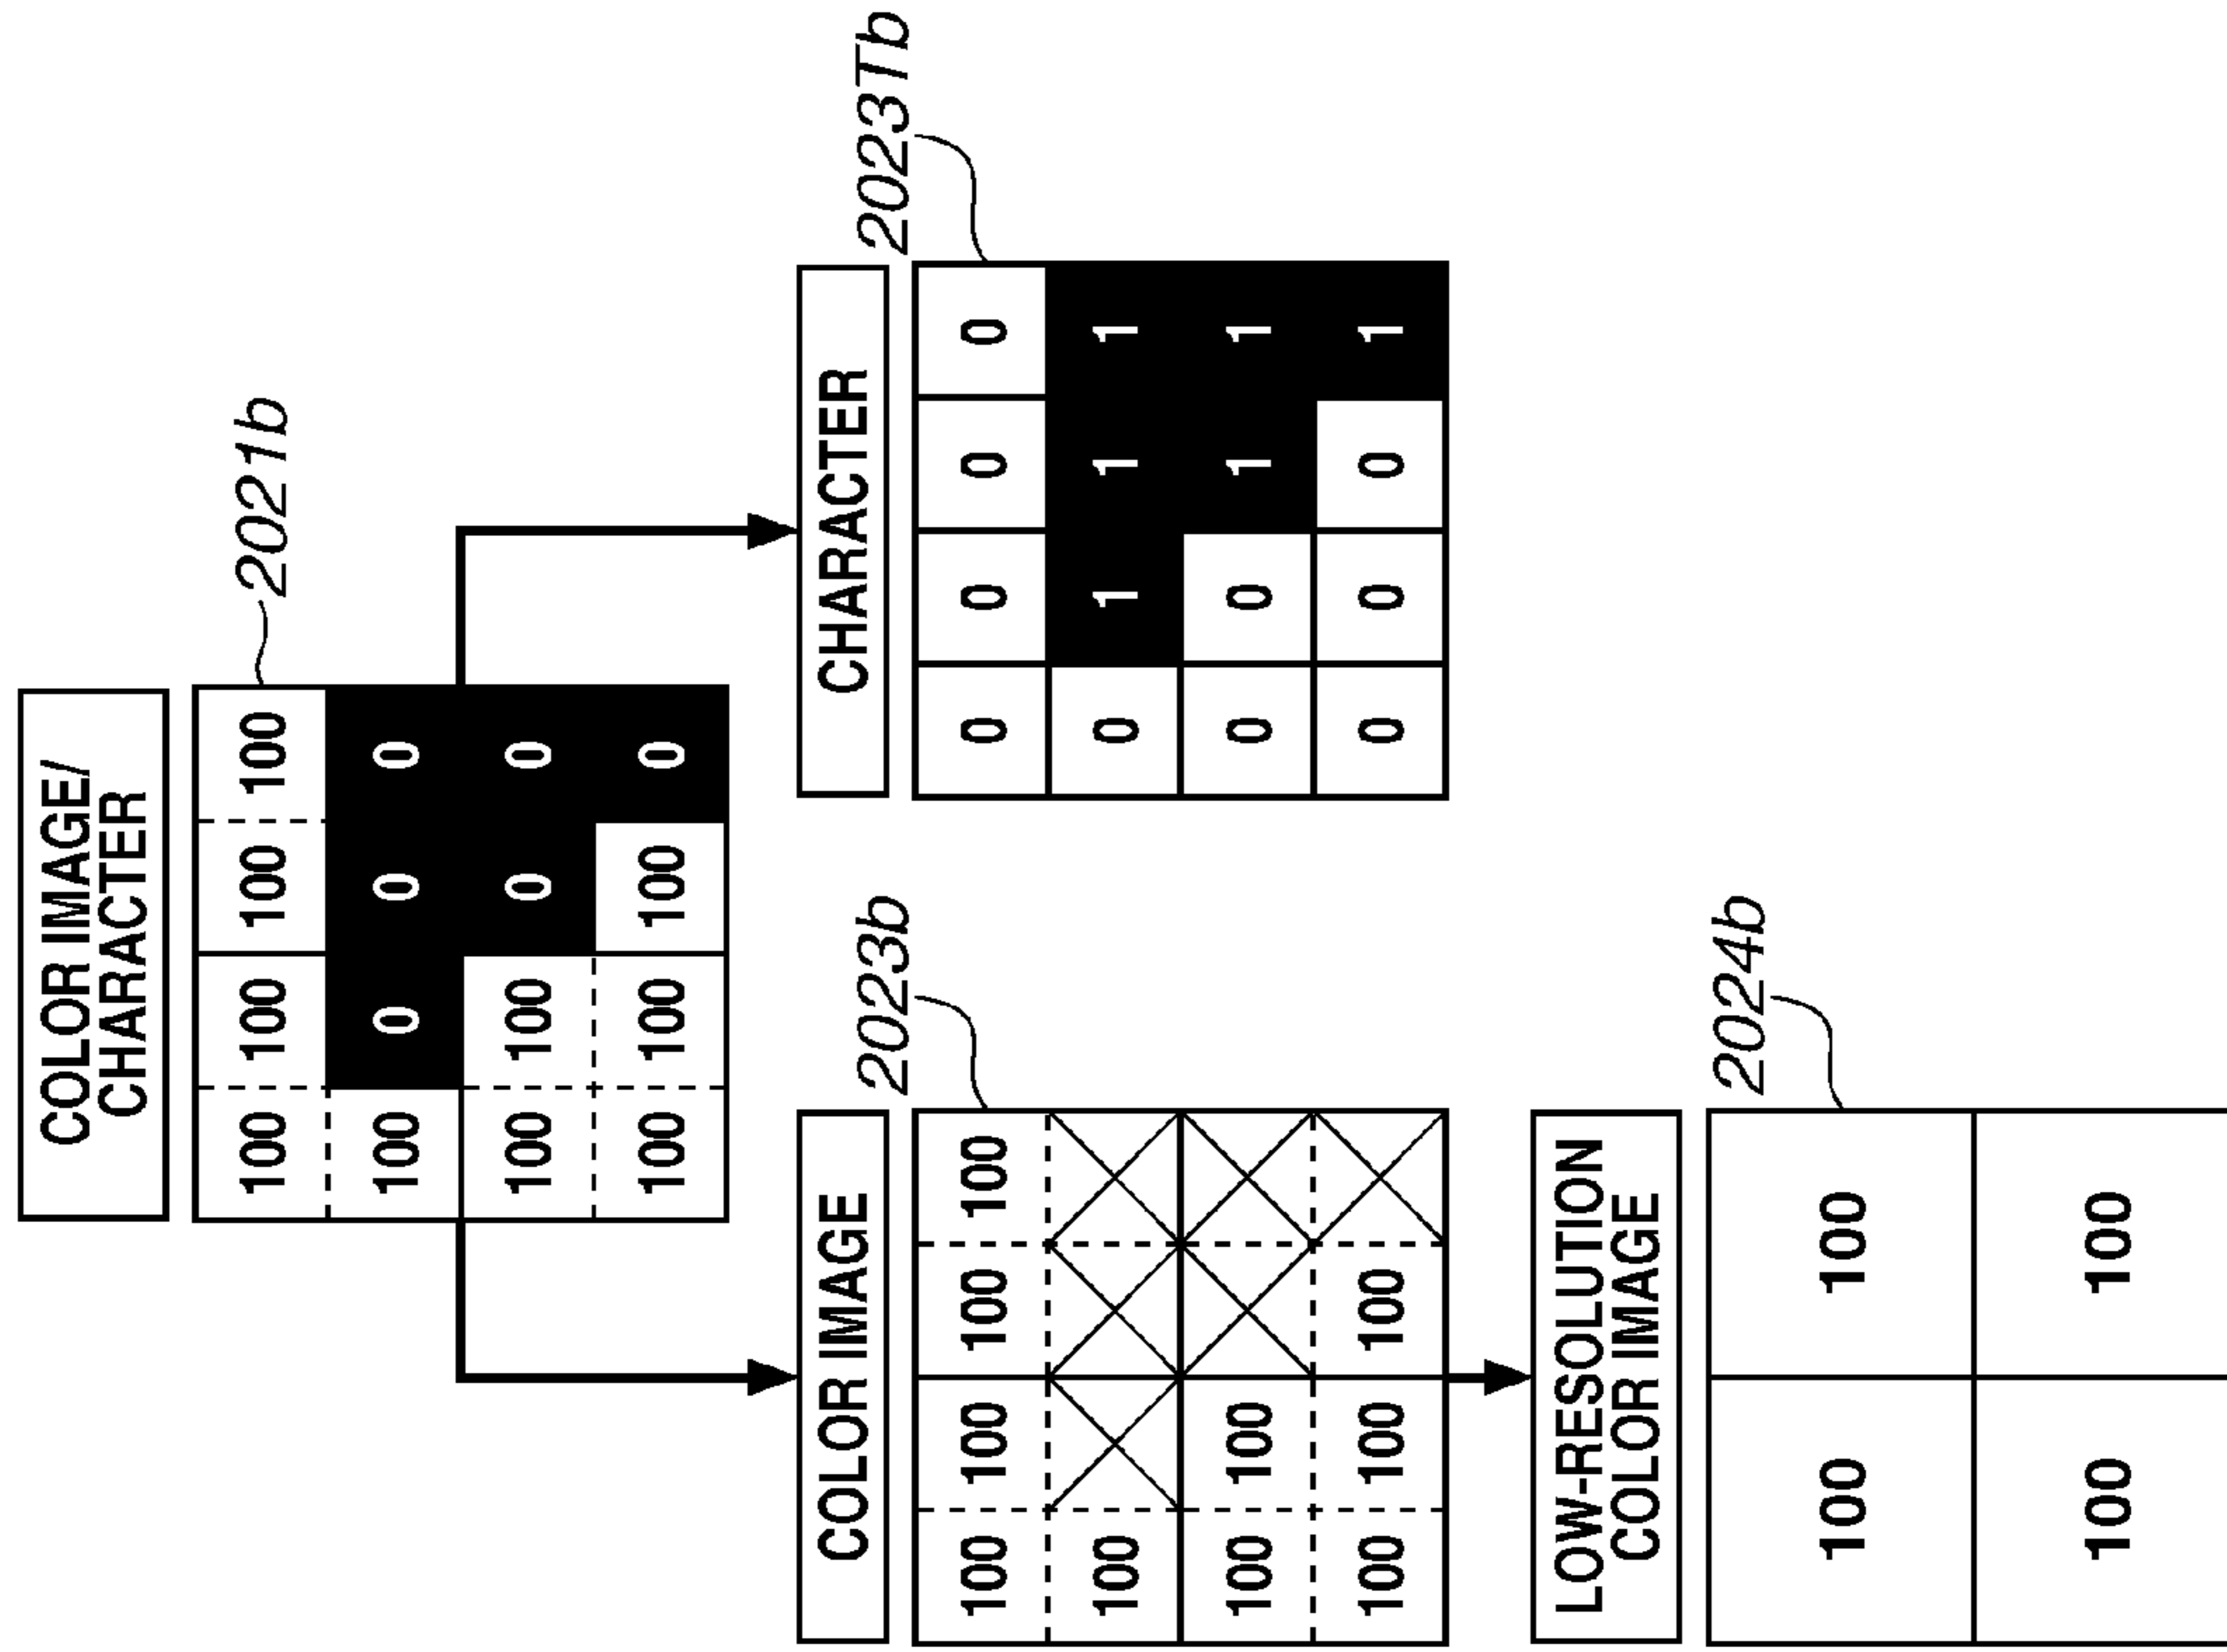 COLOR IMAGE/
CHARACTER
2021b
100 100 100 100
100 0 0 0
100 100 0 0
100 100 100 0
COLOR IMAGE
2023b
100 100 100 100
100
100 100
100 100 100
CHARACTER
2023Tb
0 0 0 0
0 1 1 1
0 0 1 1
0 0 0 1
LOW-RESOLUTION
COLOR IMAGE
2024b
100 100
100 100